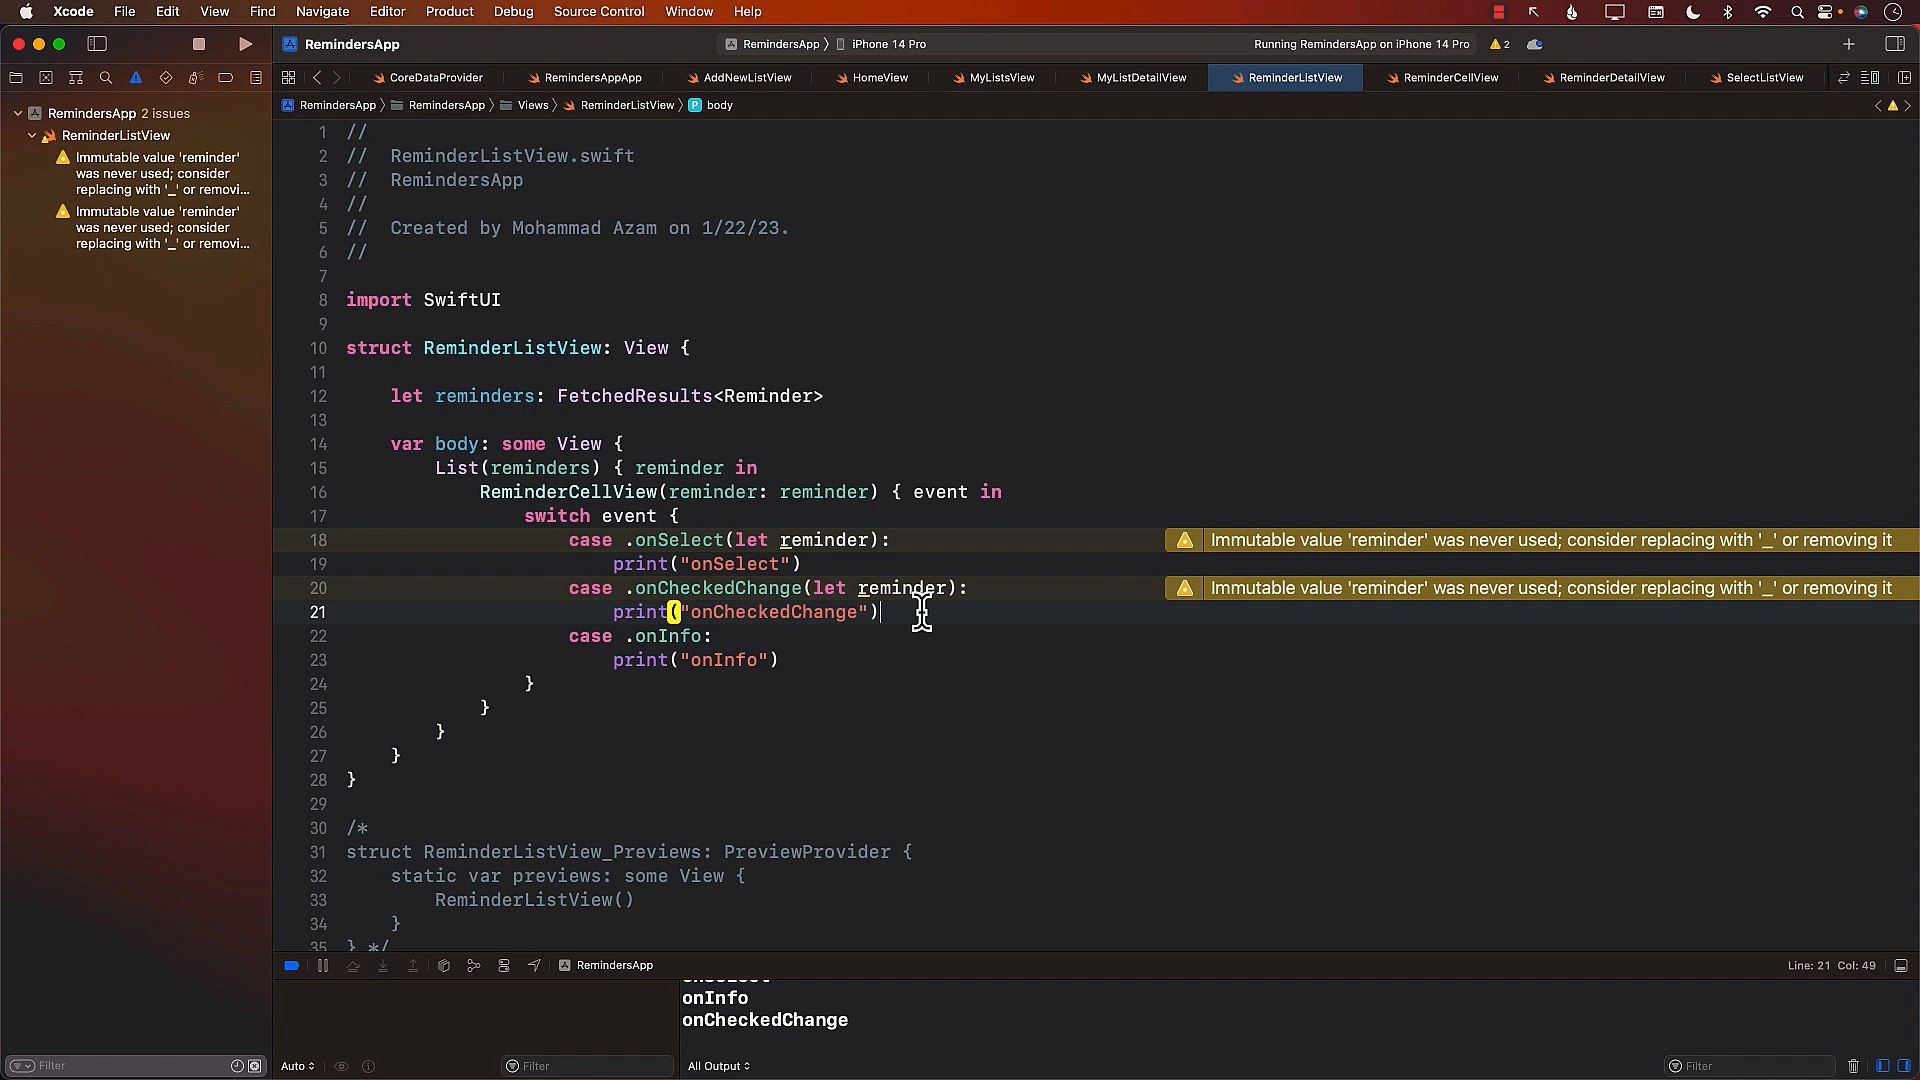 Xcode File Edit View Find Navigate Editor Product Debug Source Control Window Help
RemindersApp
RemindersApp 〉 iPhone 14 Pro
Running RemindersApp on iPhone 14 Pro
2
CoreDataProvider RemindersAppApp AddNewListView HomeView MyListsView MyListDetailView ReminderListView ReminderCellView ReminderDetailView SelectListView
RemindersApp 〉 RemindersApp 〉 Views 〉 ReminderListView 〉 P body
RemindersApp 2 issues
ReminderListView
Immutable value 'reminder'
was never used; consider
replacing with '_' or removi...
Immutable value 'reminder'
was never used; consider
replacing with '_' or removi...
1 //
2 //  ReminderListView.swift
3 //  RemindersApp
4 //
5 //  Created by Mohammad Azam on 1/22/23.
6 //
7
8 import SwiftUI
9
10 struct ReminderListView: View {
11
12     let reminders: FetchedResults<Reminder>
13
14     var body: some View {
15         List(reminders) { reminder in
16             ReminderCellView(reminder: reminder) { event in
17                 switch event {
18                     case .onSelect(let reminder):
Immutable value 'reminder' was never used; consider replacing with '_' or removing it
19                         print("onSelect")
20                     case .onCheckedChange(let reminder):
Immutable value 'reminder' was never used; consider replacing with '_' or removing it
21                         print("onCheckedChange")
22                     case .onInfo:
23                         print("onInfo")
24                 }
25             }
26         }
27     }
28 }
29
30 /*
31 struct ReminderListView_Previews: PreviewProvider {
32     static var previews: some View {
33         ReminderListView()
34     }
35 } */
RemindersApp
Line: 21 Col: 49
onSelect
onInfo
onCheckedChange
Filter
Auto
Filter
All Output
Filter